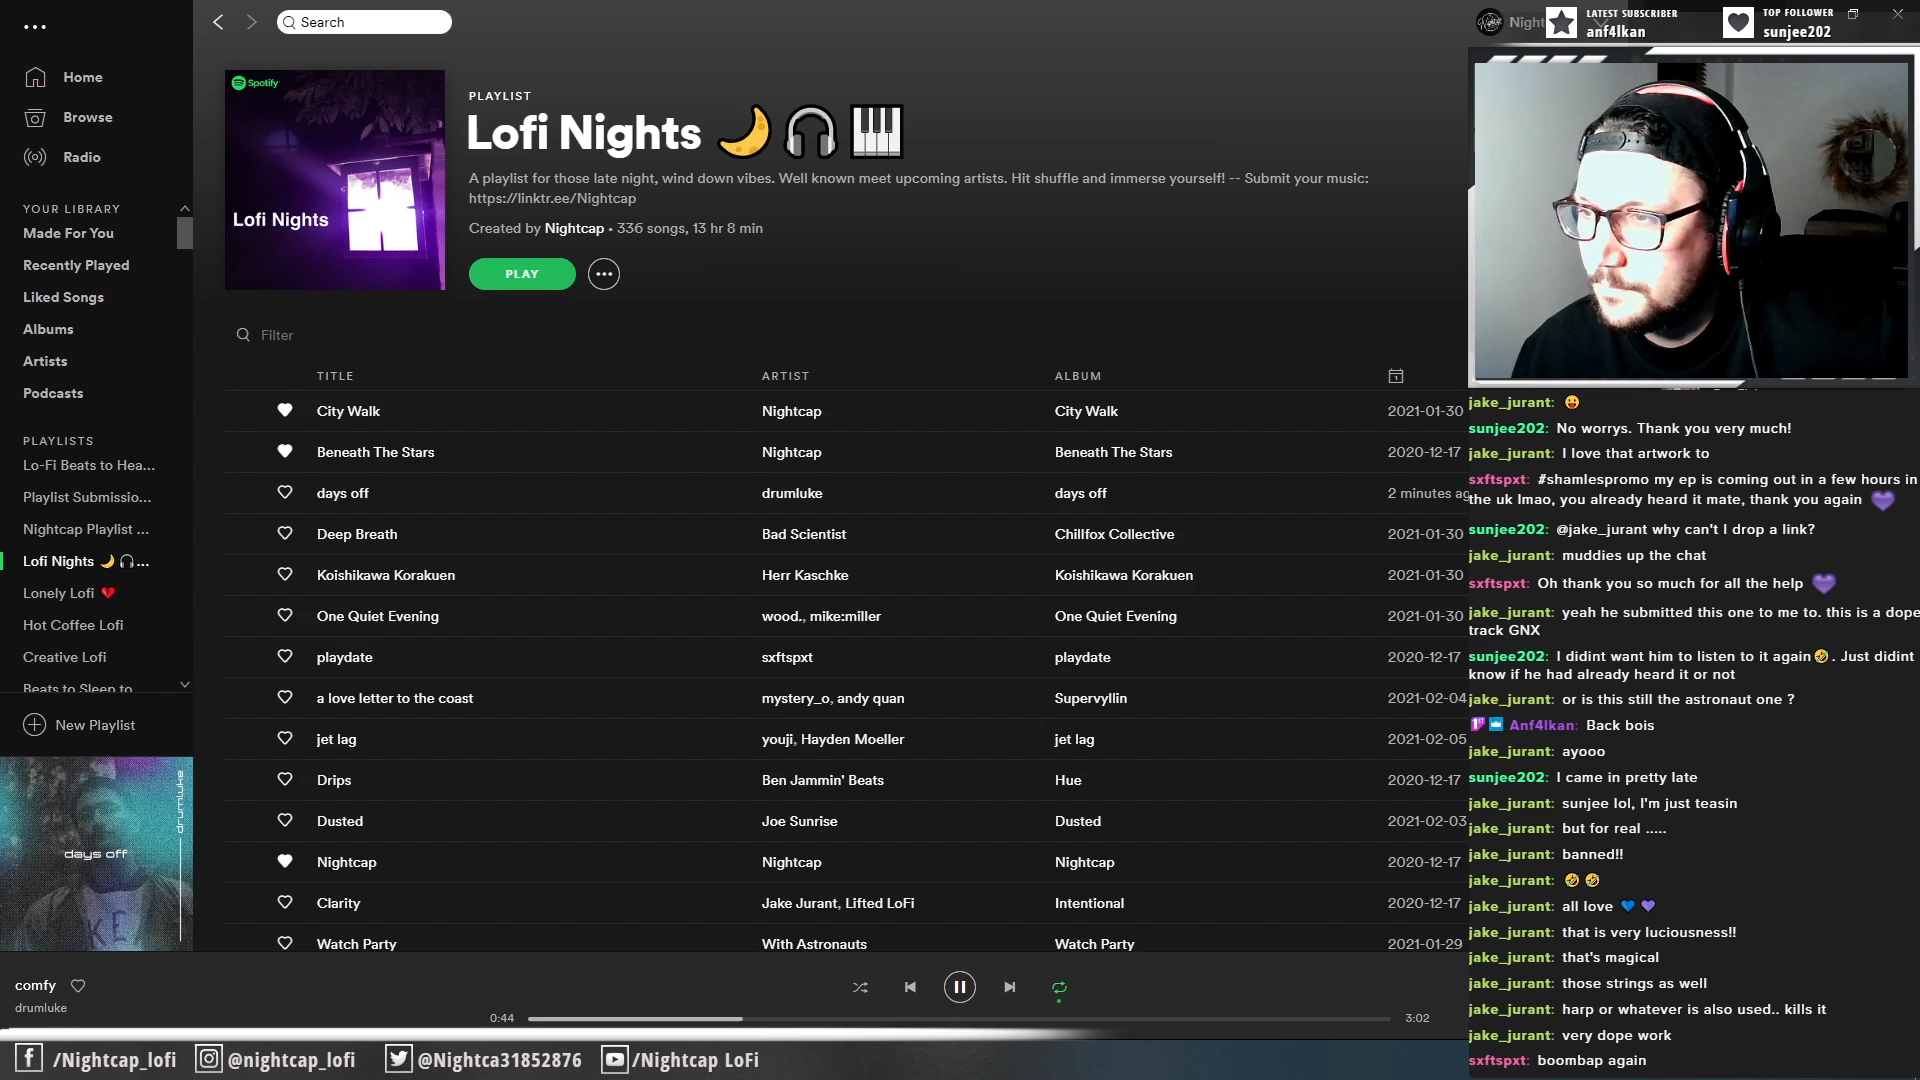 Search
Home
Browse
Radio
YOUR LIBRARY
Made For You
Recently Played
Liked Songs
Albums
Artists
Podcasts
PLAYLISTS
Lo-Fi Beats to Hea...
Playlist Submissio...
Nightcap Playlist ...
Lofi Nights 🌙🎧...
Lonely Lofi 💔
Hot Coffee Lofi
Creative Lofi
Beats to Sleep to
New Playlist
days off
drumluke
Spotify
Lofi Nights
PLAYLIST
Lofi Nights 🌙🎧🎹
A playlist for those late night, wind down vibes. Well known meet upcoming artists. Hit shuffle and immerse yourself! -- Submit your music:
https://linktr.ee/Nightcap
Created by Nightcap • 336 songs, 13 hr 8 min
PLAY
Filter
TITLE ARTIST ALBUM
City Walk Nightcap City Walk 2021-01-30
Beneath The Stars Nightcap Beneath The Stars 2020-12-17
days off drumluke days off 2 minutes ag
Deep Breath Bad Scientist Chillfox Collective 2021-01-30
Koishikawa Korakuen Herr Kaschke Koishikawa Korakuen 2021-01-30
One Quiet Evening wood., mike:miller One Quiet Evening 2021-01-30
playdate sxftspxt playdate 2020-12-17
a love letter to the coast mystery_o, andy quan Supervyllin 2021-02-04
jet lag youji, Hayden Moeller jet lag 2021-02-05
Drips Ben Jammin' Beats Hue 2020-12-17
Dusted Joe Sunrise Dusted 2021-02-03
Nightcap Nightcap Nightcap 2020-12-17
Clarity Jake Jurant, Lifted LoFi Intentional 2020-12-17
Watch Party With Astronauts Watch Party 2021-01-29
comfy
drumluke
0:44
3:02
/Nightcap_lofi @nightcap_lofi @Nightca31852876 /Nightcap LoFi
Night
LATEST SUBSCRIBER
anf4lkan
TOP FOLLOWER
sunjee202
jake_jurant: 😛
sunjee202: No worrys. Thank you very much!
jake_jurant: I love that artwork to
sxftspxt: #shamlespromo my ep is coming out in a few hours in
the uk lmao, you already heard it mate, thank you again 💜
sunjee202: @jake_jurant why can't I drop a link?
jake_jurant: muddies up the chat
sxftspxt: Oh thank you so much for all the help 💜
jake_jurant: yeah he submitted this one to me to. this is a dope
track GNX
sunjee202: I didint want him to listen to it again🤣. Just didint
know if he had already heard it or not
jake_jurant: or is this still the astronaut one ?
Anf4lkan: Back bois
jake_jurant: ayooo
sunjee202: I came in pretty late
jake_jurant: sunjee lol, I'm just teasin
jake_jurant: but for real .....
jake_jurant: banned!!
jake_jurant: 🤣 🤣
jake_jurant: all love 💙 💜
jake_jurant: that is very luciousness!!
jake_jurant: that's magical
jake_jurant: those strings as well
jake_jurant: harp or whatever is also used.. kills it
jake_jurant: very dope work
sxftspxt: boombap again